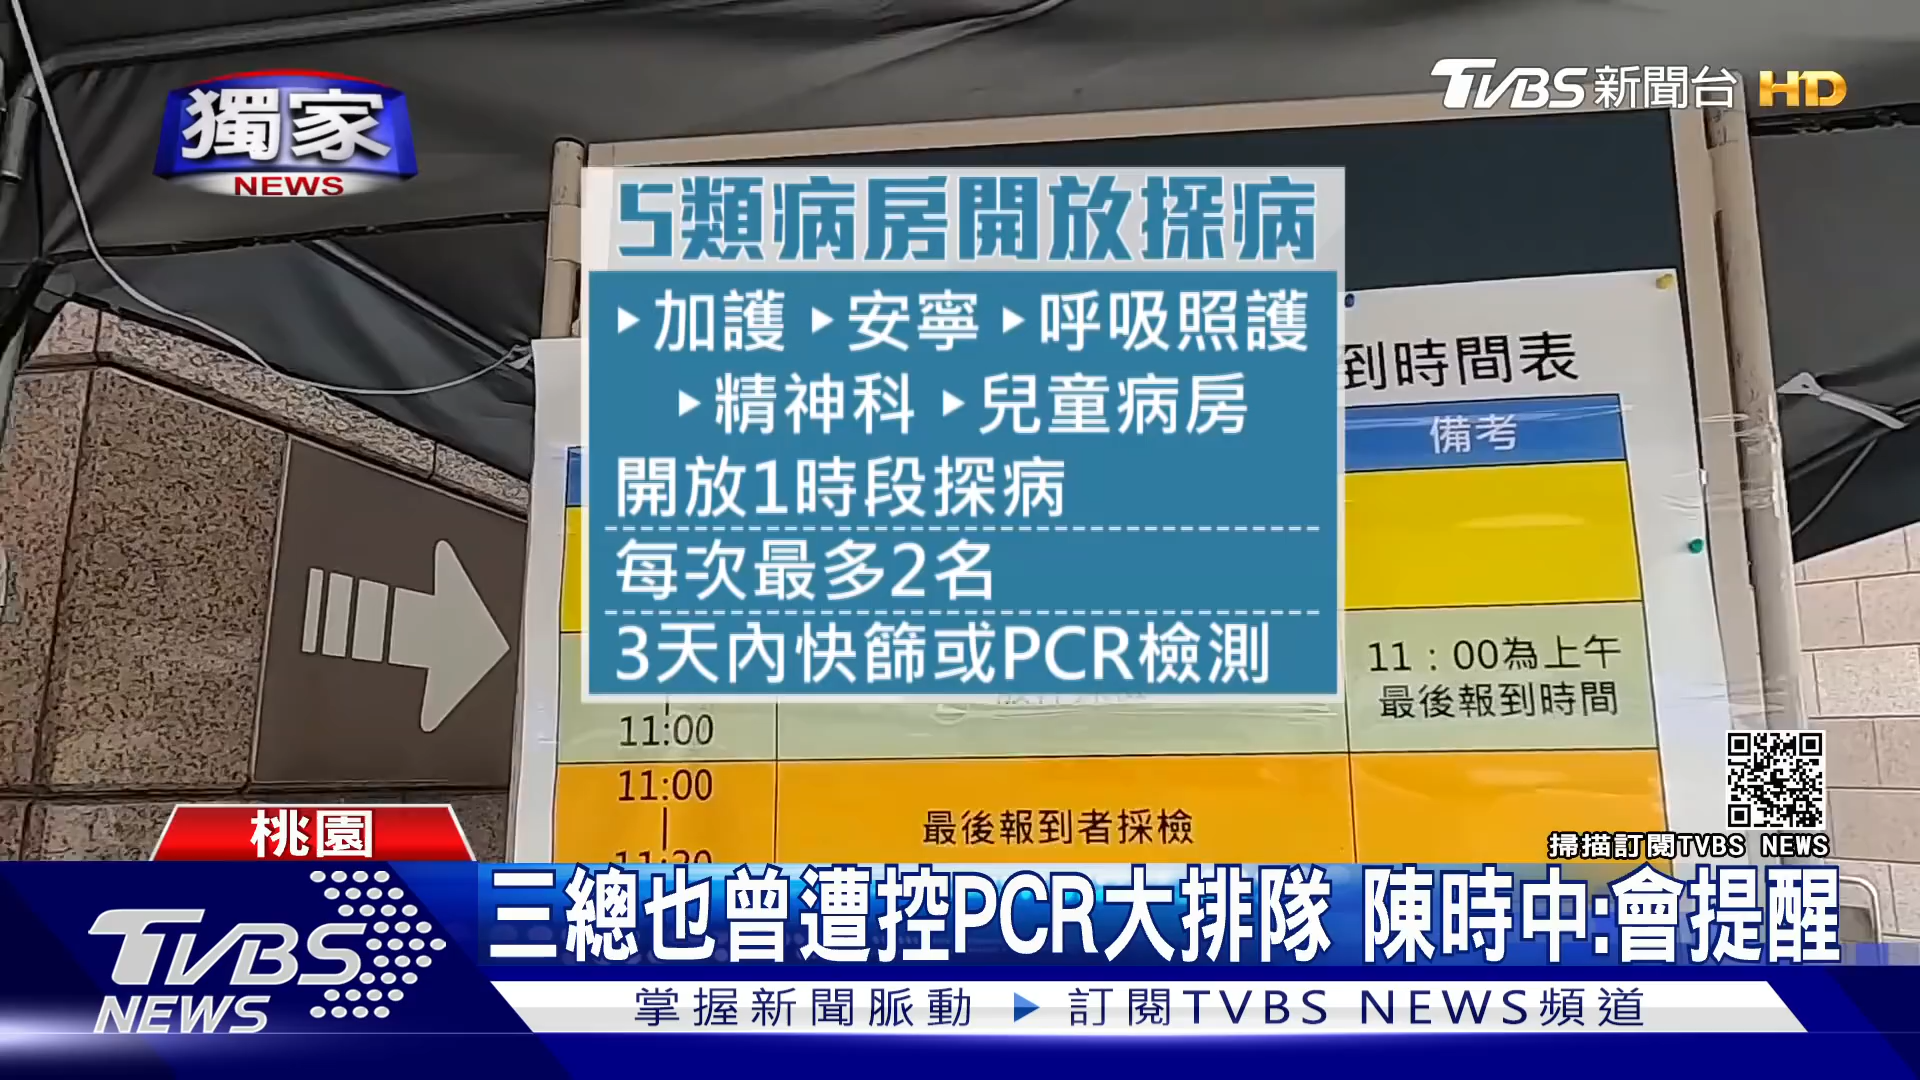 獨家
NEWS
TVBS新聞台 HD
5類病房開放探病
▸加護 ▸安寧 ▸呼吸照護
▸精神科 ▸兒童病房
開放1時段探病
每次最多2名
3天內快篩或PCR檢測
到時間表
備考
11：00為上午
最後報到時間
11:00
11:00
最後報到者採檢
掃描訂閱TVBS NEWS
桃園
三總也曾遭控PCR大排隊 陳時中:會提醒
TVBS
NEWS
掌握新聞脈動 ▶ 訂閱TVBS NEWS頻道